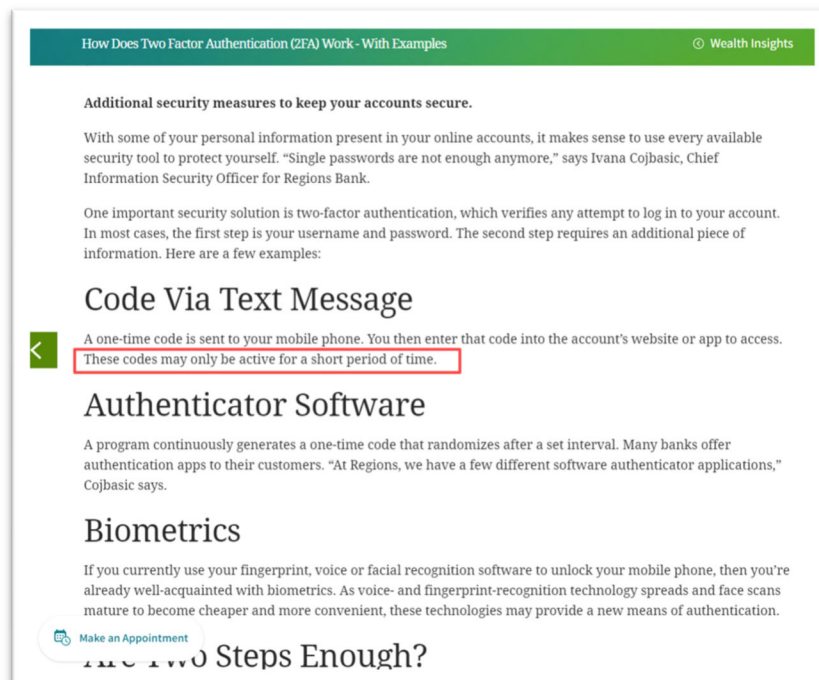 How Does Two Factor Authentication (2FA) Work - With Examples
Wealth Insights
Additional security measures to keep your accounts secure.
With some of your personal information present in your online accounts, it makes sense to use every available
security tool to protect yourself. “Single passwords are not enough anymore,” says Ivana Cojbasic, Chief
Information Security Officer for Regions Bank.
One important security solution is two-factor authentication, which verifies any attempt to log in to your account.
In most cases, the first step is your username and password. The second step requires an additional piece of
information. Here are a few examples:
Code Via Text Message
A one-time code is sent to your mobile phone. You then enter that code into the account’s website or app to access.
These codes may only be active for a short period of time.
Authenticator Software
A program continuously generates a one-time code that randomizes after a set interval. Many banks offer
authentication apps to their customers. “At Regions, we have a few different software authenticator applications,”
Cojbasic says.
Biometrics
If you currently use your fingerprint, voice or facial recognition software to unlock your mobile phone, then you’re
already well-acquainted with biometrics. As voice- and fingerprint-recognition technology spreads and face scans
mature to become cheaper and more convenient, these technologies may provide a new means of authentication.
Make an Appointment
Are Two Steps Enough?